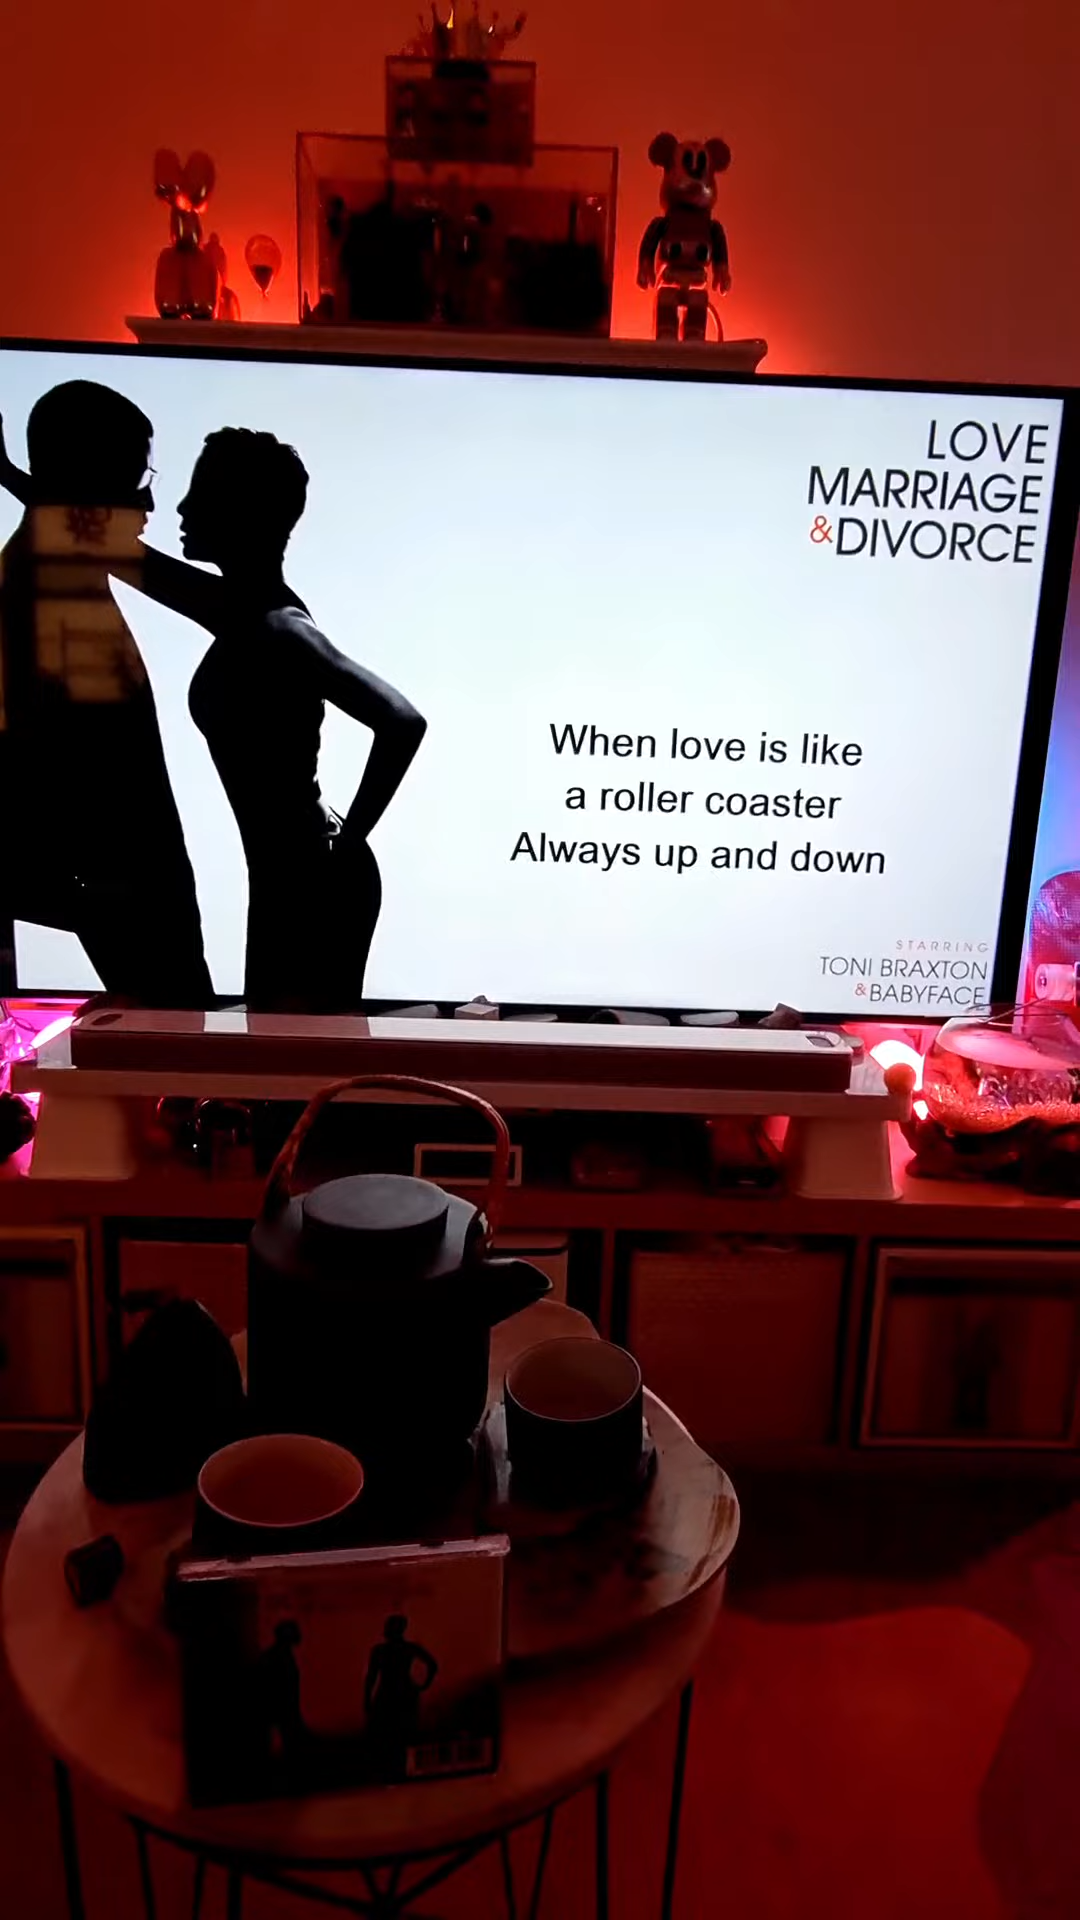 LOVE
MARRIAGE
&DIVORCE
When love is like
a roller coaster
Always up and down
STARRING
TONI BRAXTON
&BABYFACE